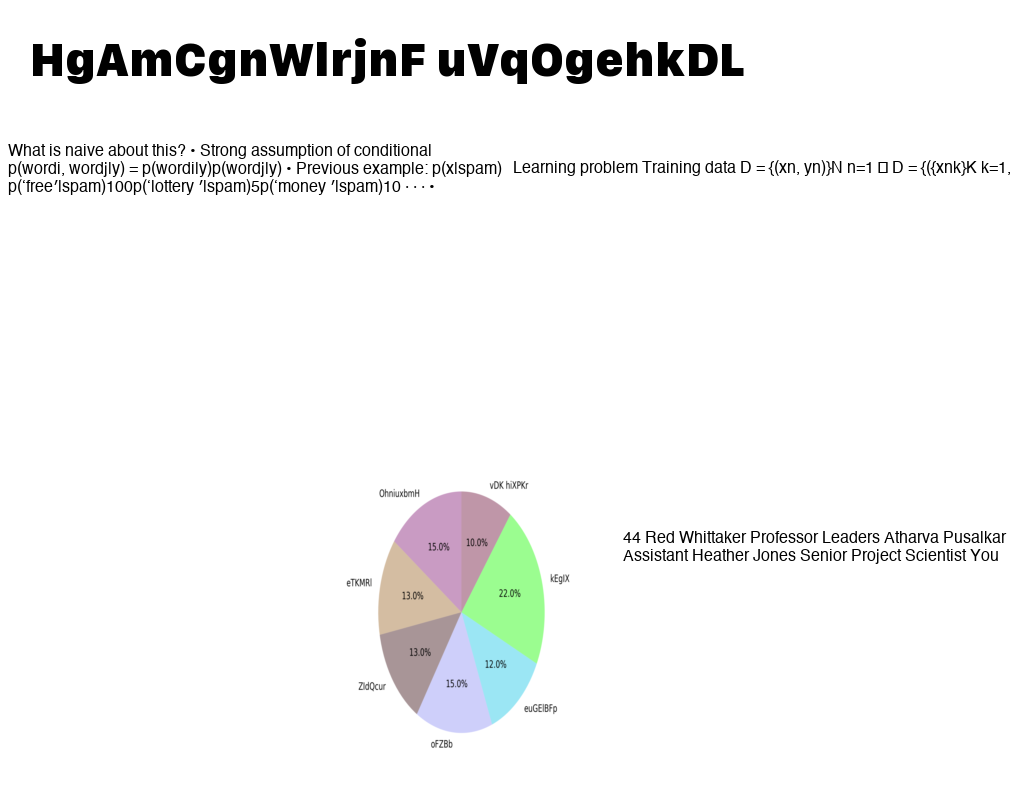 HgAmCgnWlrjnF uVqOgehkDL
What is naive about this? • Strong assumption of conditional
p(wordi, wordj|y) = p(wordi|y)p(wordj|y) • Previous example: p(x|spam)
p(‘free′|spam)100p(‘lottery ′|spam)5p(‘money ′|spam)10 · · · •
Learning problem Training data D = {(xn, yn)}N n=1 □ D = {({xnk}K k=1,
vDK hiXPKr
OhniuxbmH
10.0%
15.0%
kEgIX
22.0%
eTKMRl
13.0%
13.0%
12.0%
15.0%
ZIdQcur
euGElBFp
oFZBb
44 Red Whittaker Professor Leaders Atharva Pusalkar
Assistant Heather Jones Senior Project Scientist You